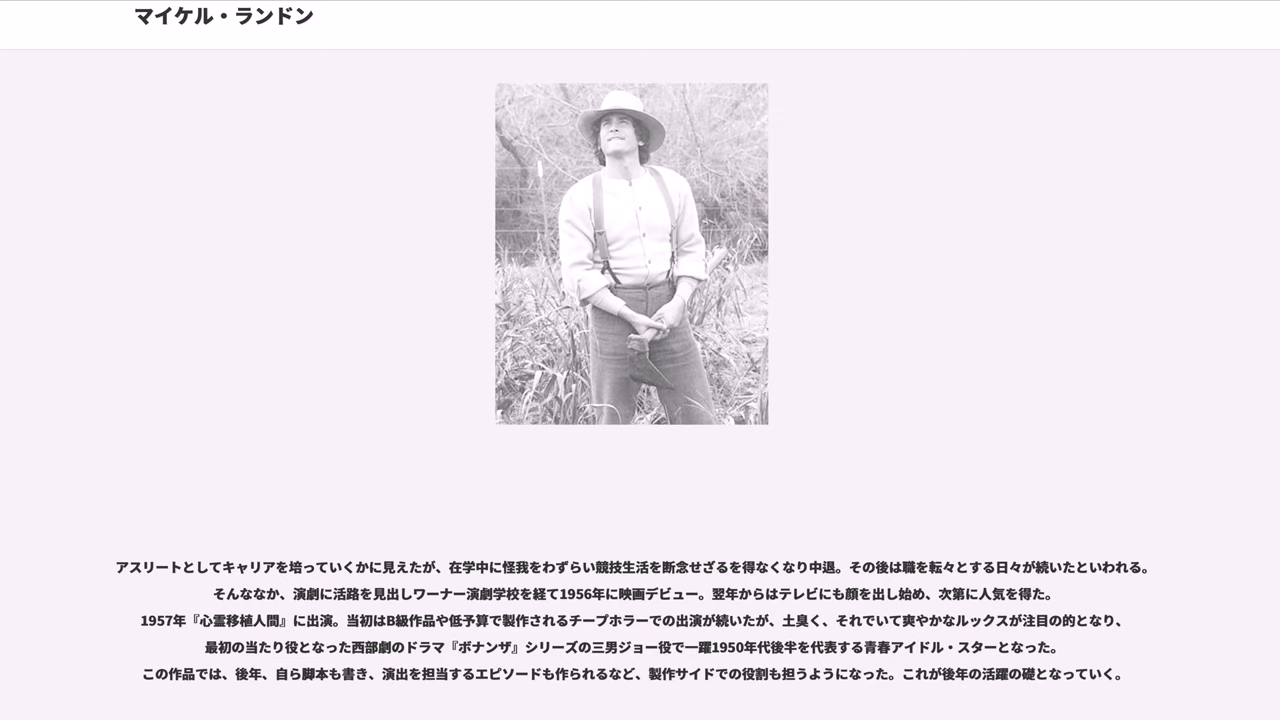 マイケル・ランドン
アスリートとしてキャリアを培っていくかに見えたが、在学中に怪我をわずらい競技生活を断念せざるを得なくなり中退。その後は職を転々とする日々が続いたといわれる。
そんななか、演劇に活路を見出しワーナー演劇学校を経て1956年に映画デビュー。翌年からはテレビにも顔を出し始め、次第に人気を得た。
1957年『心霊移植人間』に出演。当初はB級作品や低予算で製作されるチープホラーでの出演が続いたが、土臭く、それでいて爽やかなルックスが注目の的となり、
最初の当たり役となった西部劇のドラマ『ボナンザ』シリーズの三男ジョー役で一躍1950年代後半を代表する青春アイドル・スターとなった。
この作品では、後年、自ら脚本も書き、演出を担当するエピソードも作られるなど、製作サイドでの役割も担うようになった。これが後年の活躍の礎となっていく。